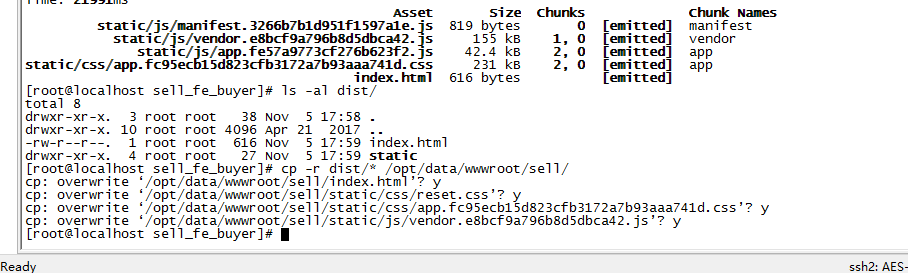 Time: 21991ms
Asset Size Chunks Chunk Names
static/js/manifest.3266b7b1d951f1597a1e.js 819 bytes 0 [emitted] manifest
static/js/vendor.e8bcf9a796b8d5dbca42.js 155 kB 1, 0 [emitted] vendor
static/js/app.fe57a9773cf276b623f2.js 42.4 kB 2, 0 [emitted] app
static/css/app.fc95ecb15d823cfb3172a7b93aaa741d.css 231 kB 2, 0 [emitted] app
index.html 616 bytes [emitted]
[root@localhost sell_fe_buyer]# ls -al dist/
total 8
drwxr-xr-x. 3 root root 38 Nov 5 17:58 .
drwxr-xr-x. 10 root root 4096 Apr 21 2017 ..
-rw-r--r--. 1 root root 616 Nov 5 17:59 index.html
drwxr-xr-x. 4 root root 27 Nov 5 17:59 static
[root@localhost sell_fe_buyer]# cp -r dist/* /opt/data/wwwroot/sell/
cp: overwrite ‘/opt/data/wwwroot/sell/index.html’? y
cp: overwrite ‘/opt/data/wwwroot/sell/static/css/reset.css’? y
cp: overwrite ‘/opt/data/wwwroot/sell/static/css/app.fc95ecb15d823cfb3172a7b93aaa741d.css’? y
cp: overwrite ‘/opt/data/wwwroot/sell/static/js/vendor.e8bcf9a796b8d5dbca42.js’? y
[root@localhost sell_fe_buyer]#
Ready ssh2: AES-